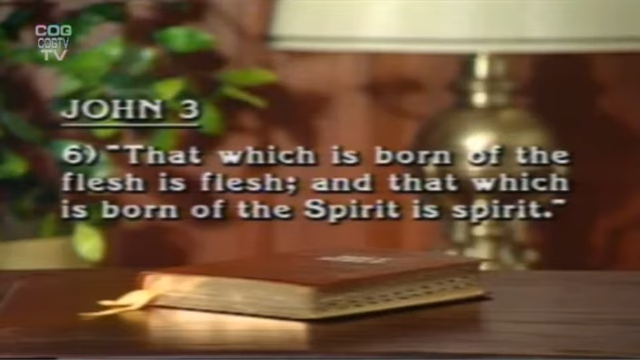 COG
COGTV
TV
JOHN 3
6) "That which is born of the
flesh is flesh; and that which
is born of the Spirit is spirit."